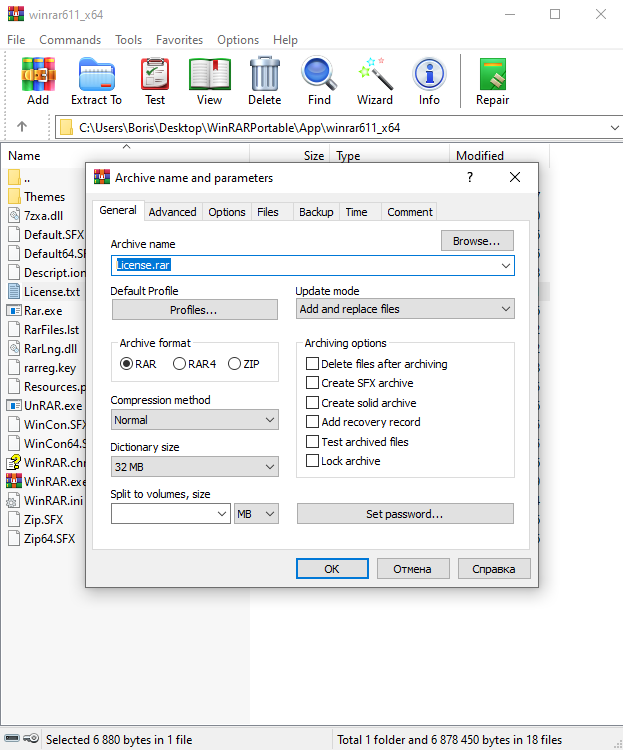 winrar611_x64
File Commands Tools Favorites Options Help
Add Extract To Test View Delete Find Wizard Info Repair
C:\Users\Boris\Desktop\WinRARPortable\App\winrar611_x64
Name Size Type Modified
..
Themes
7zxa.dll
Default.SFX
Default64.S
Descript.ion
License.txt
Rar.exe
RarFiles.lst
RarLng.dll
rarreg.key
Resources.p
UnRAR.exe
WinCon.SFX
WinCon64.S
WinRAR.chm
WinRAR.exe
WinRAR.ini
Zip.SFX
Zip64.SFX
Archive name and parameters
General Advanced Options Files Backup Time Comment
Archive name
Browse...
License.rar
Default Profile
Profiles...
Update mode
Add and replace files
Archive format
RAR RAR4 ZIP
Compression method
Normal
Dictionary size
32 MB
Split to volumes, size
MB
Archiving options
Delete files after archiving
Create SFX archive
Create solid archive
Add recovery record
Test archived files
Lock archive
Set password...
OK Отмена Справка
Selected 6 880 bytes in 1 file
Total 1 folder and 6 878 450 bytes in 18 files